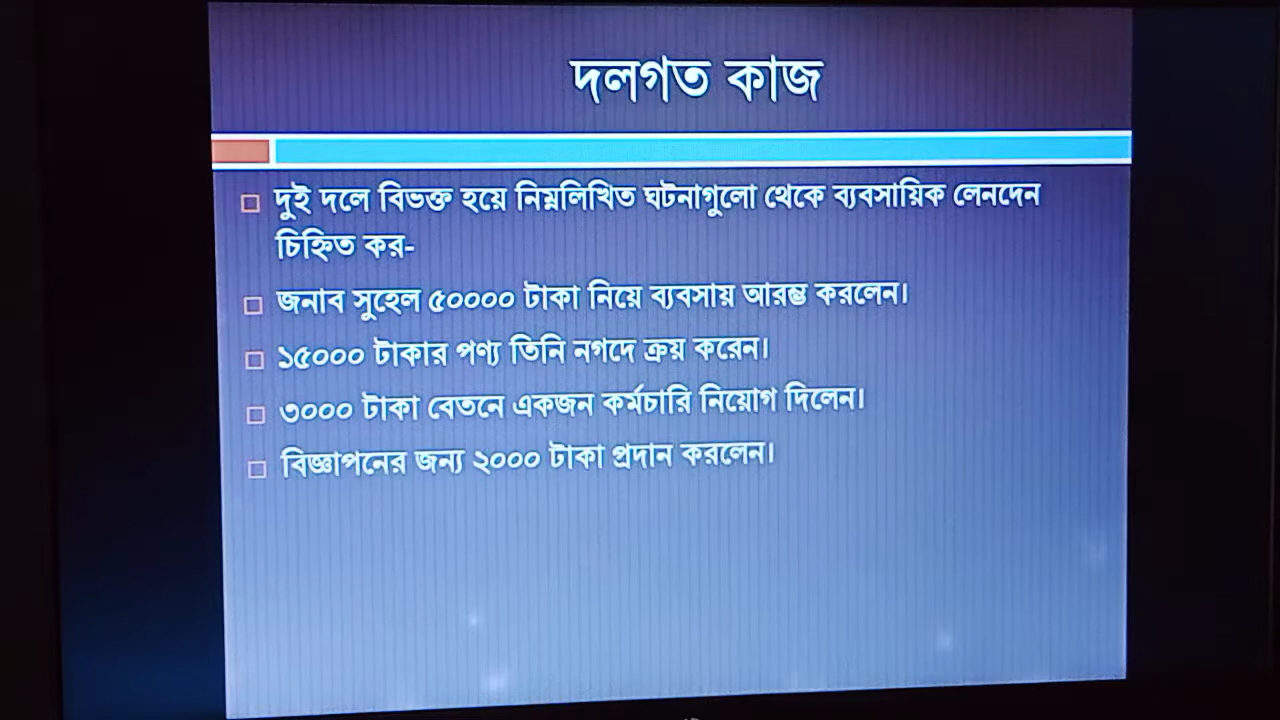 দলগত কাজ
দুই দলে বিভক্ত হয়ে নিম্নলিখিত ঘটনাগুলো থেকে ব্যবসায়িক লেনদেন
চিহ্নিত কর-
জনাব সুহেল ৫০০০০ টাকা নিয়ে ব্যবসায় আরম্ভ করলেন।
১৫০০০ টাকার পণ্য তিনি নগদে ক্রয় করেন।
৩০০০ টাকা বেতনে একজন কর্মচারি নিয়োগ দিলেন।
বিজ্ঞাপনের জন্য ২০০০ টাকা প্রদান করলেন।